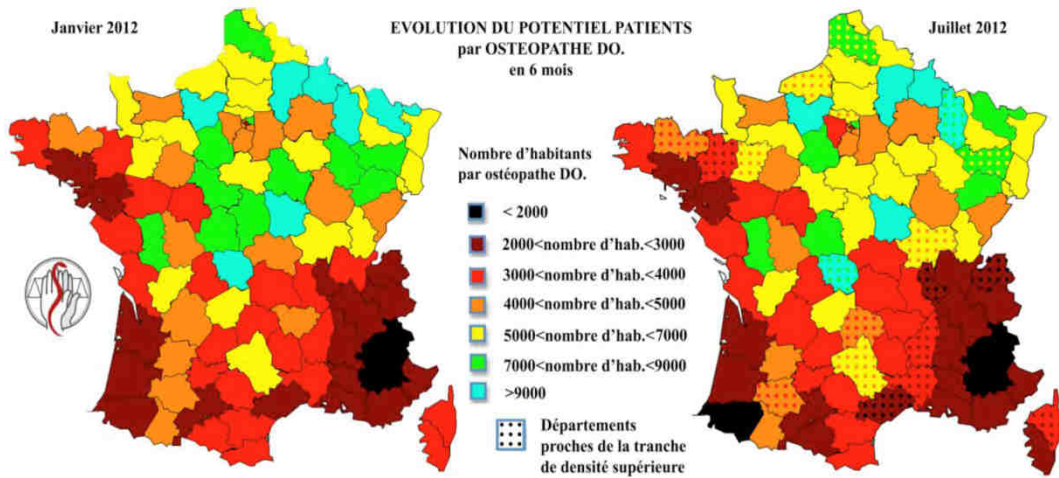 Janvier 2012
EVOLUTION DU POTENTIEL PATIENTS
par OSTEOPATHE DO.
en 6 mois
Juillet 2012
Nombre d'habitants
par ostéopathe DO.
< 2000
2000<nombre d'hab.<3000
3000<nombre d'hab.<4000
4000<nombre d'hab.<5000
5000<nombre d'hab.<7000
7000<nombre d'hab.<9000
>9000
Départements
proches de la tranche
de densité supérieure